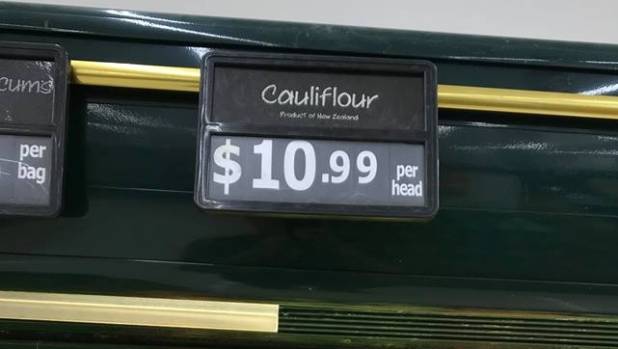 cums
per
bag
Cauliflour
Product of New Zealand
$10.99 per
head